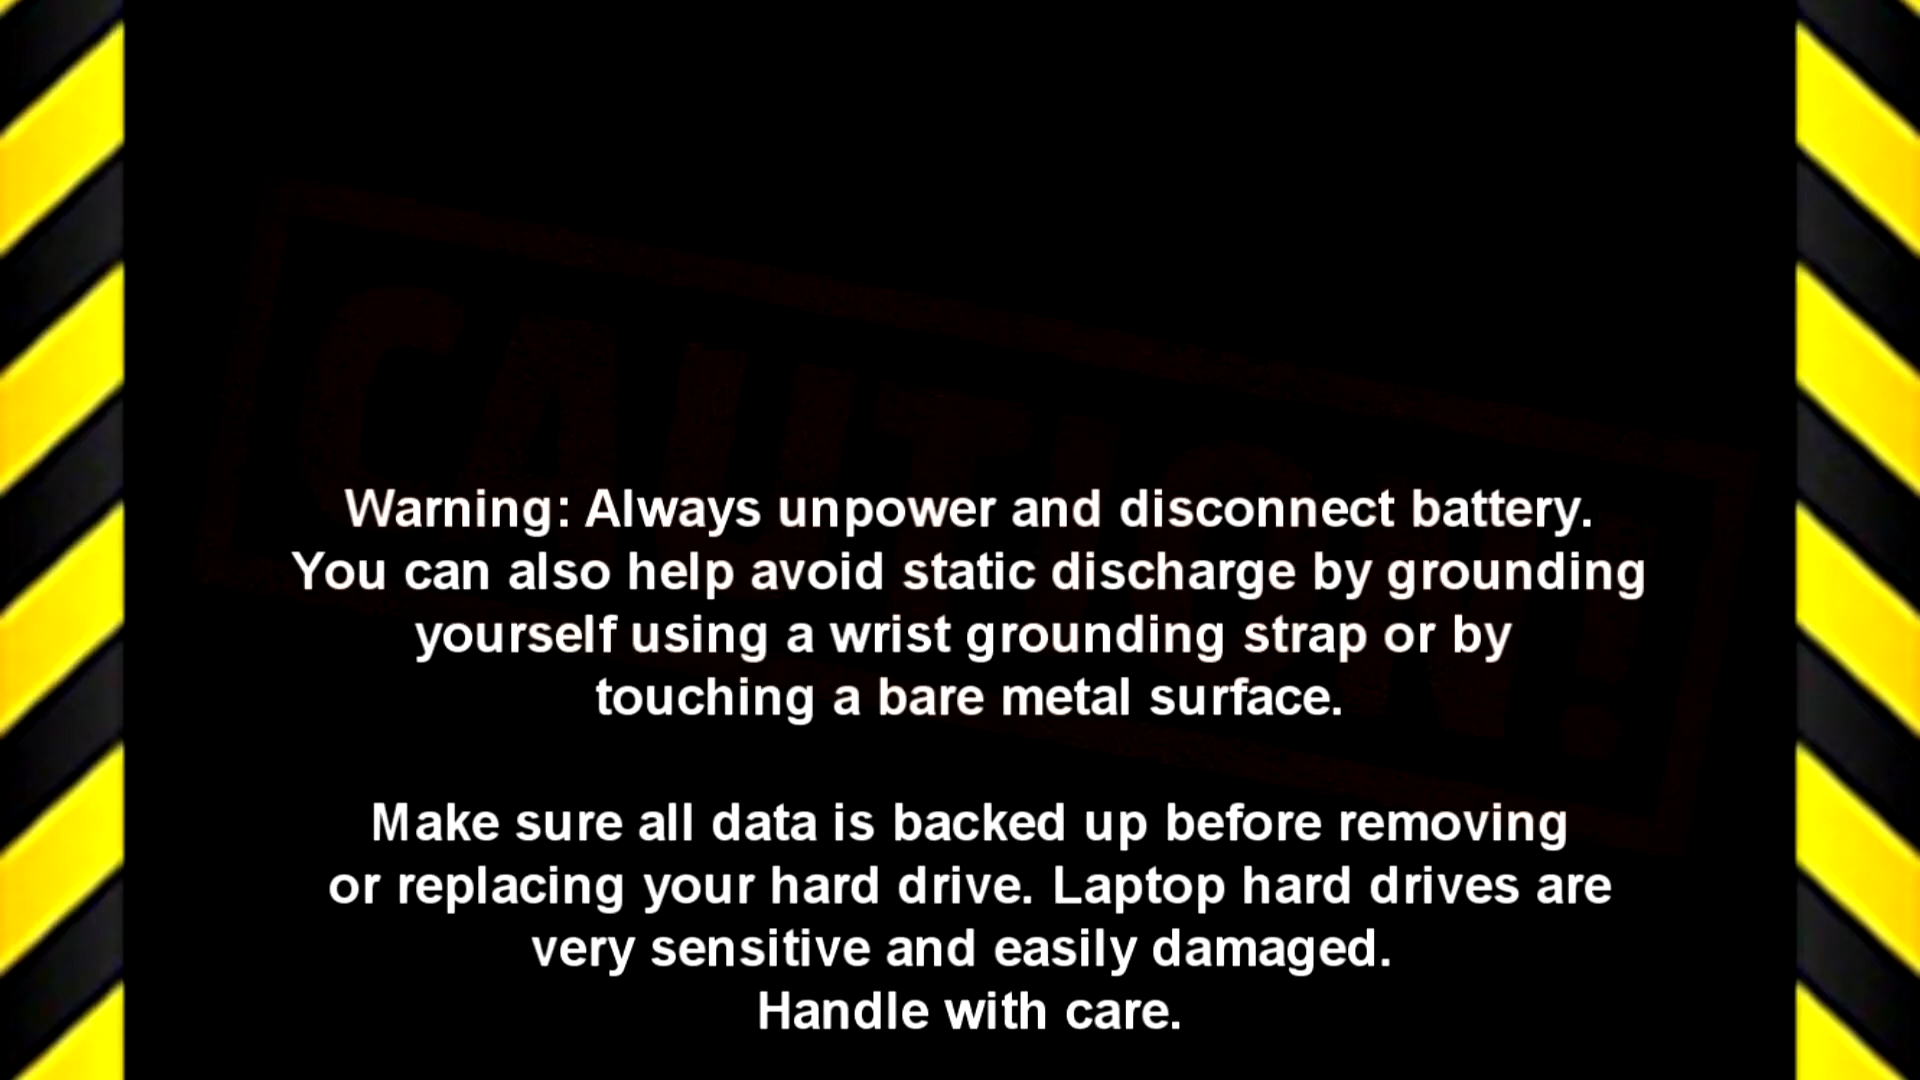 CAUTION!
Warning: Always unpower and disconnect battery.
You can also help avoid static discharge by grounding
yourself using a wrist grounding strap or by
touching a bare metal surface.
Make sure all data is backed up before removing
or replacing your hard drive. Laptop hard drives are
very sensitive and easily damaged.
Handle with care.